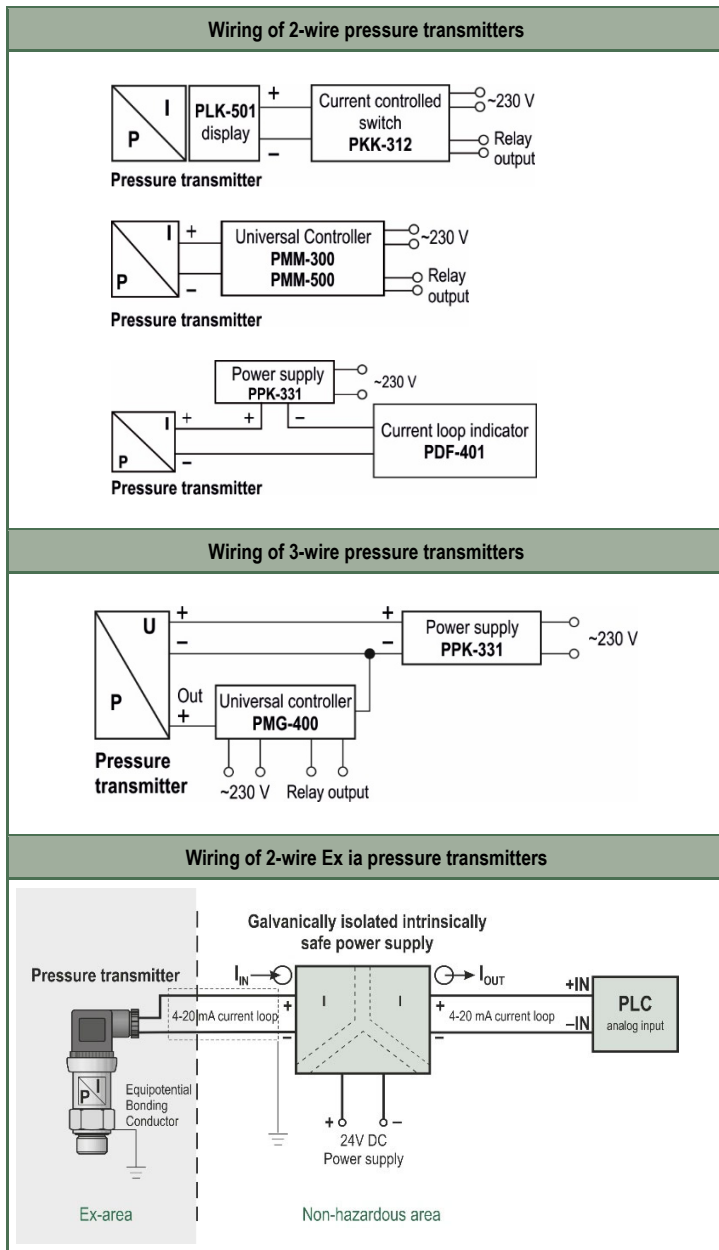 Wiring of 2-wire pressure transmitters
I
P
PLK-501
display
+
–
Current controlled
switch
PKK-312
~230 V
Relay
output
Pressure transmitter
I
P
+
–
Universal Controller
PMM-300
PMM-500
~230 V
Relay
output
Pressure transmitter
Power supply
PPK-331
~230 V
I
P
+
+
–
–
Current loop indicator
PDF-401
Pressure transmitter
Wiring of 3-wire pressure transmitters
U
P
+
–
+
–
Power supply
PPK-331
~230 V
Out
+
Universal controller
PMG-400
Pressure
transmitter
~230 V
Relay output
Wiring of 2-wire Ex ia pressure transmitters
Galvanically isolated intrinsically
safe power supply
Pressure transmitter
IIN
IOUT
+IN
4-20 mA current loop
+
–
I
I
+
–
4-20 mA current loop
–IN
PLC
analog input
I
P
Equipotential
Bonding
Conductor
+
–
24V DC
Power supply
Ex-area
Non-hazardous area